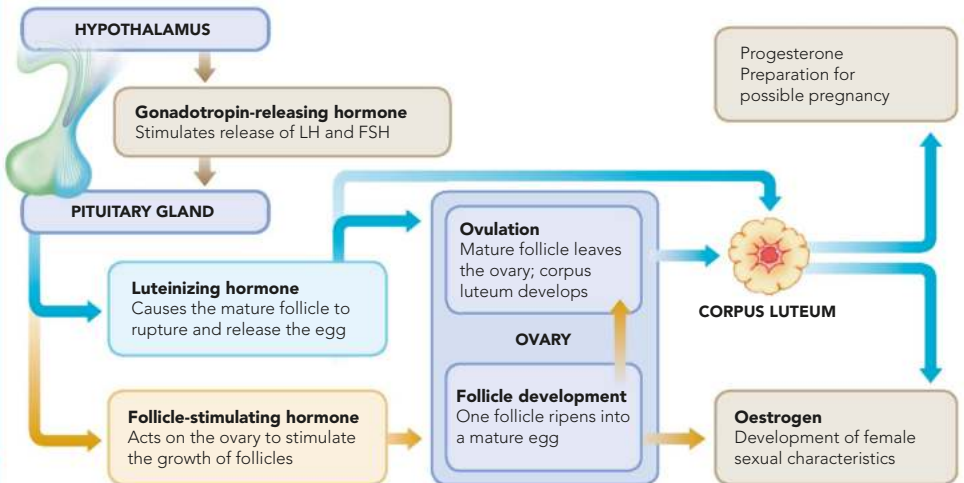 HYPOTHALAMUS
Gonadotropin-releasing hormone
Stimulates release of LH and FSH
PITUITARY GLAND
Luteinizing hormone
Causes the mature follicle to
rupture and release the egg
Follicle-stimulating hormone
Acts on the ovary to stimulate
the growth of follicles
Ovulation
Mature follicle leaves
the ovary; corpus
luteum develops
OVARY
Follicle development
One follicle ripens into
a mature egg
CORPUS LUTEUM
Progesterone
Preparation for
possible pregnancy
Oestrogen
Development of female
sexual characteristics